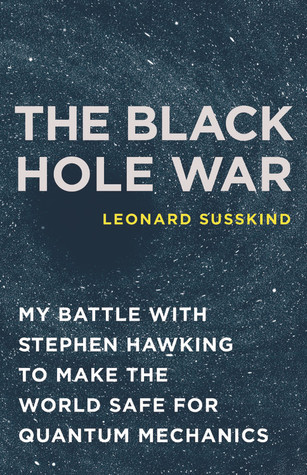 THE BLACK
HOLE WAR
LEONARD SUSSKIND
MY BATTLE WITH
STEPHEN HAWKING
TO MAKE THE
WORLD SAFE FOR
QUANTUM MECHANICS